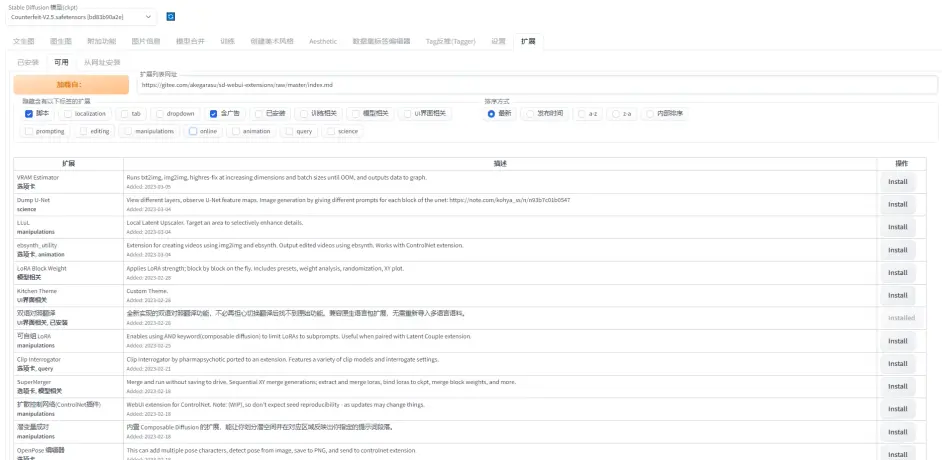 Stable Diffusion 模型(ckpt)
Counterfeit-V2.5.safetensors [bd83b90a2e]
文生图 图生图 附加功能 图片信息 模型合并 训练 创建美术风格 Aesthetic 数据集标签编辑器 Tag反推(Tagger) 设置 扩展
已安装 可用 从网址安装
加载自:
扩展列表网址
https://gitee.com/akegarasu/sd-webui-extensions/raw/master/index.md
隐藏含有以下标签的扩展 排序方式
脚本 localization tab dropdown 含广告 已安装 训练相关 模型相关 UI界面相关 最新 发布时间 a-z z-a 内部排序
prompting editing manipulations online animation query science
扩展 描述 操作
VRAM Estimator
选项卡
Runs txt2img, img2img, highres-fix at increasing dimensions and batch sizes until OOM, and outputs data to graph.
Added: 2023-03-05
Install
Dump U-Net
science
View different layers, observe U-Net feature maps. Image generation by giving different prompts for each block of the unet: https://note.com/kohya_ss/n/n93b7c01b0547
Added: 2023-03-04
Install
LLuL
manipulations
Local Latent Upscaler. Target an area to selectively enhance details.
Added: 2023-03-04
Install
ebsynth_utility
选项卡, animation
Extension for creating videos using img2img and ebsynth. Output edited videos using ebsynth. Works with ControlNet extension.
Added: 2023-03-04
Install
LoRA Block Weight
模型相关
Applies LoRA strength; block by block on the fly. Includes presets, weight analysis, randomization, XY plot.
Added: 2023-02-28
Install
Kitchen Theme
UI界面相关
Custom Theme.
Added: 2023-02-28
Install
双语对照翻译
UI界面相关, 已安装
全新实现的双语对照翻译功能，不必再担心切换翻译后找不到原始功能。兼容原生语言包扩展，无需重新导入多语言语料。
Added: 2023-02-28
Installed
可自组 LoRA
manipulations
Enables using AND keyword(composable diffusion) to limit LoRAs to subprompts. Useful when paired with Latent Couple extension.
Added: 2023-02-25
Install
Clip Interrogator
选项卡, query
Clip Interrogator by pharmapsychotic ported to an extension. Features a variety of clip models and interrogate settings.
Added: 2023-02-21
Install
SuperMerger
选项卡, 模型相关
Merge and run without saving to drive. Sequential XY merge generations; extract and merge loras, bind loras to ckpt, merge block weights, and more.
Added: 2023-02-18
Install
扩散控制网络(ControlNet插件)
manipulations
WebUI extension for ControlNet. Note: (WIP), so don't expect seed reproducibility - as updates may change things.
Added: 2023-02-18
Install
潜变量成对
manipulations
内置 Composable Diffusion 的扩展，能让你划分潜空间并在对应区域反映出你指定的提示词段落。
Added: 2023-02-18
Install
OpenPose 编辑器
选项卡
This can add multiple pose characters, detect pose from image, save to PNG, and send to controlnet extension.
Added: 2023-02-18
Install